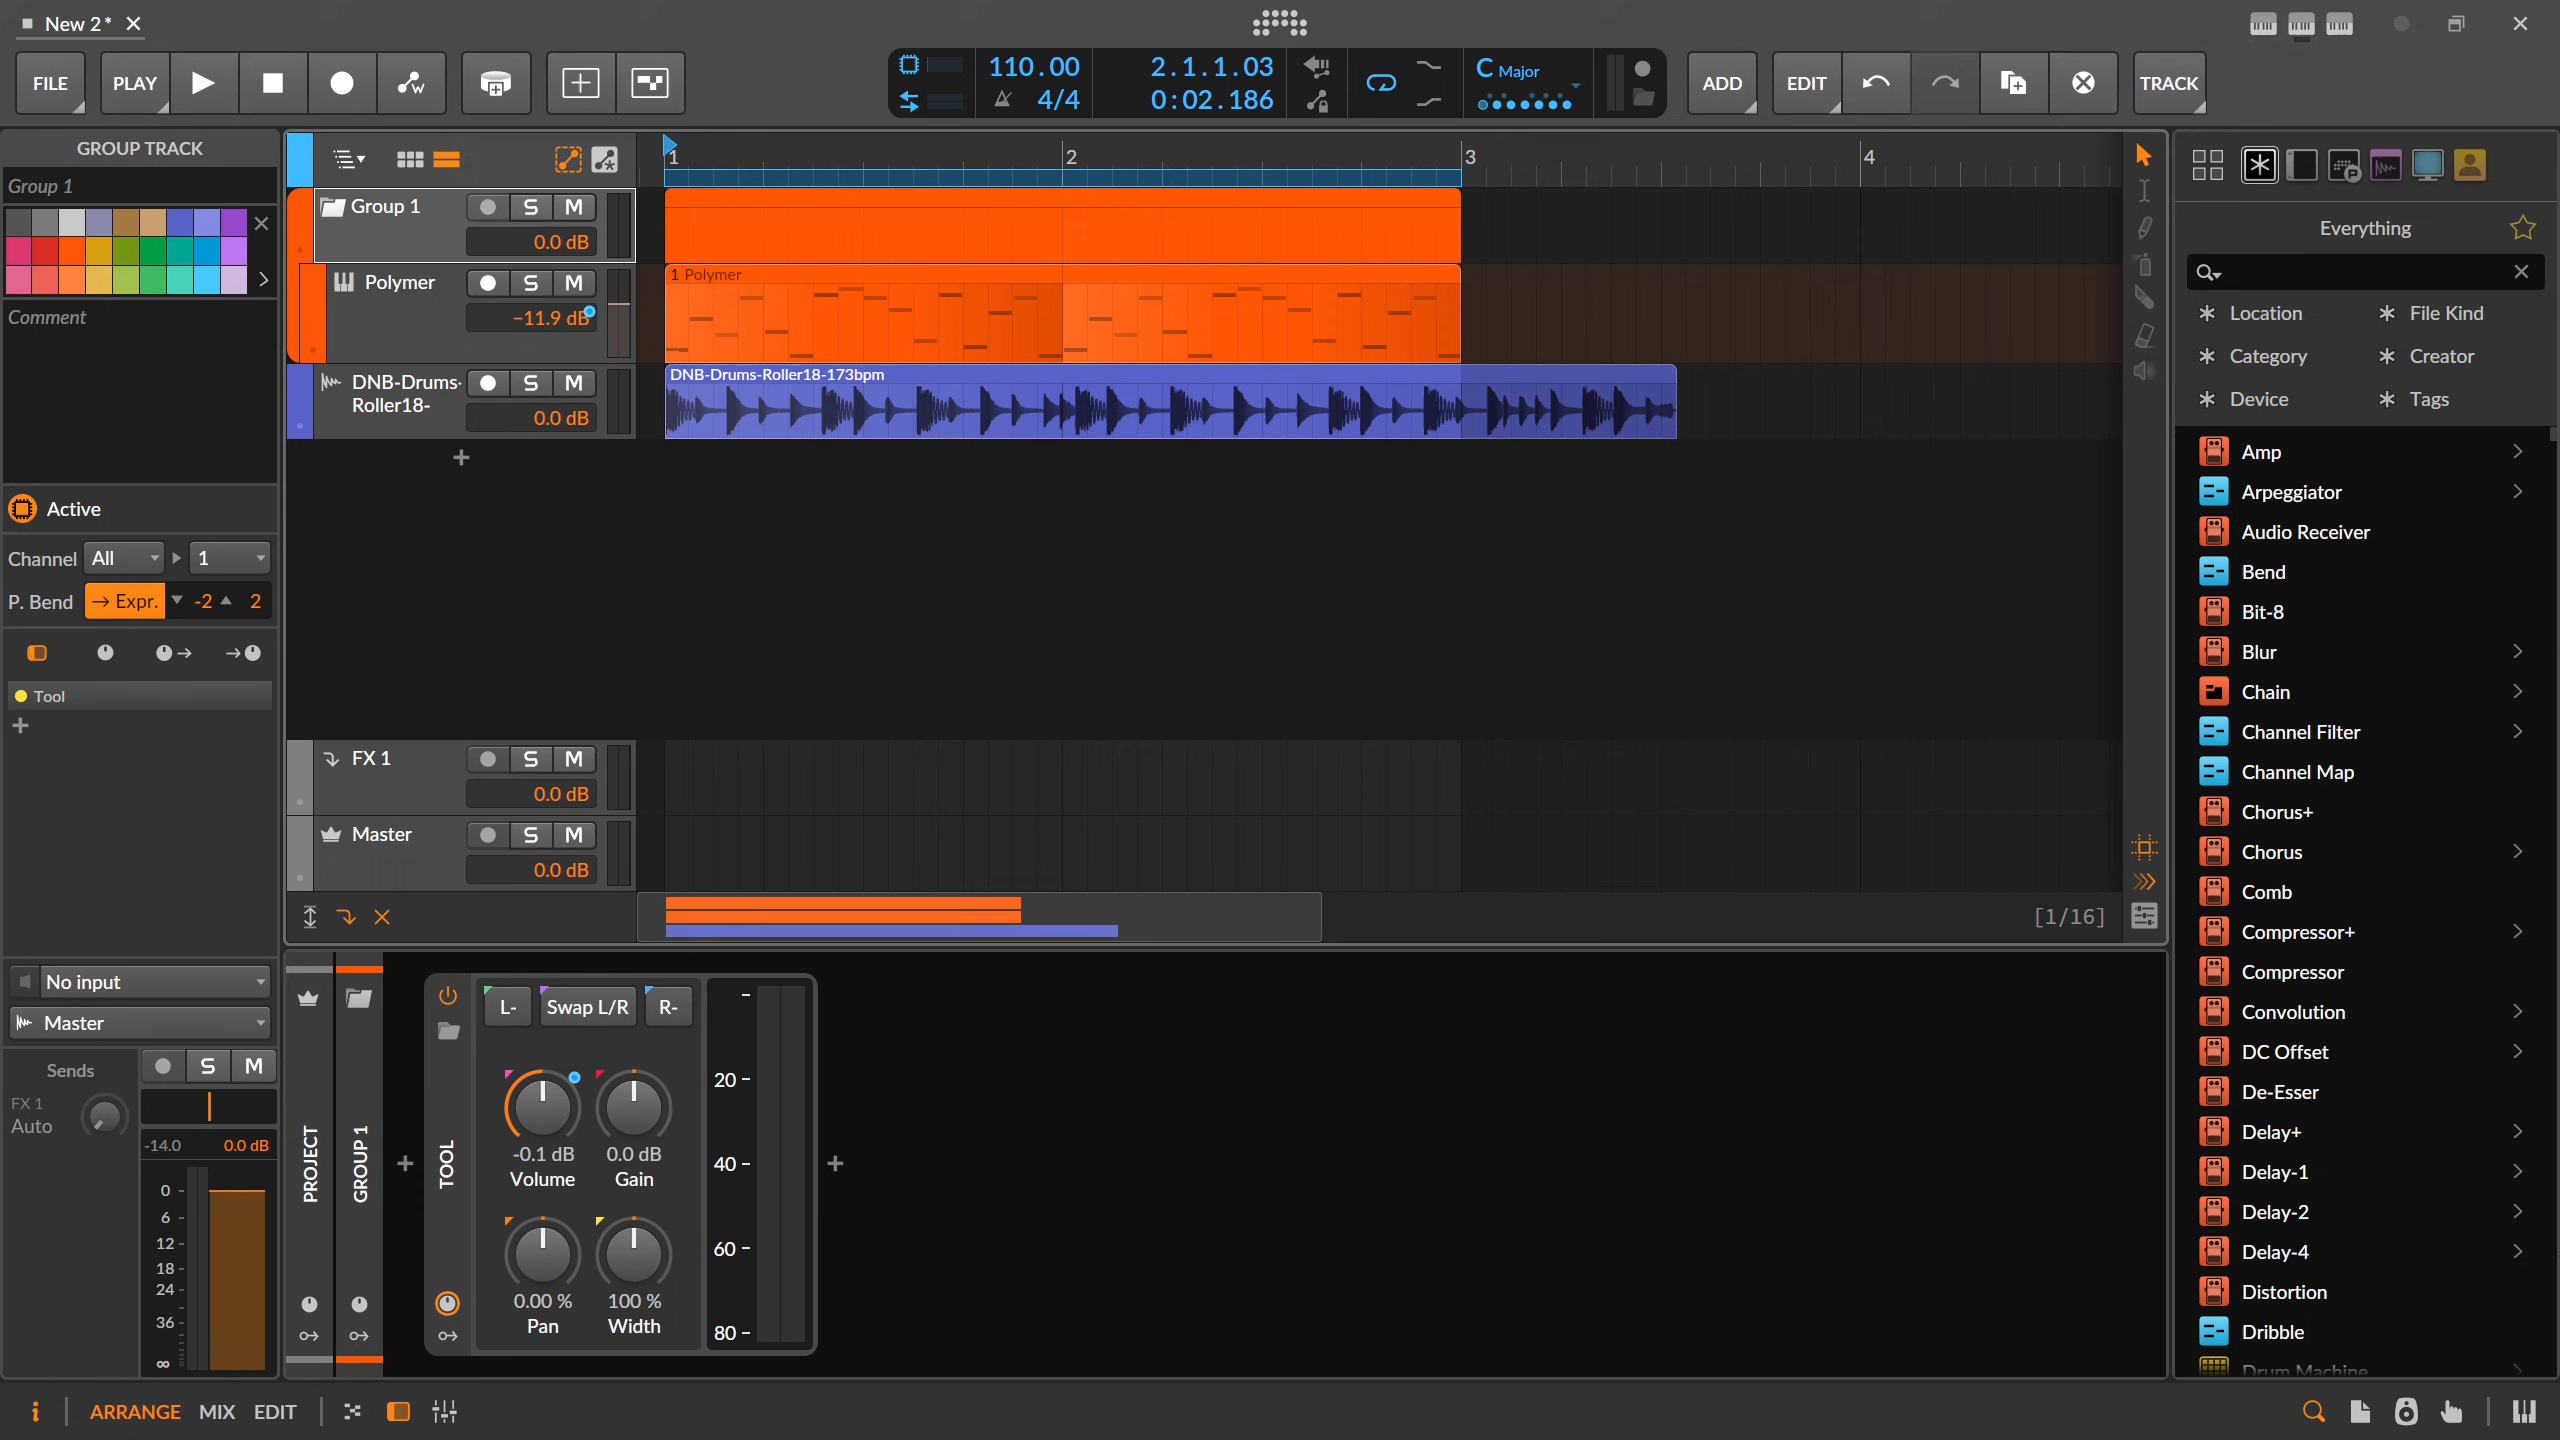 New 2*
FILE
PLAY
110.00
4/4
2.1.1.03
0:02.186
C Major
ADD
EDIT
TRACK
GROUP TRACK
Group 1
Comment
Active
Channel All 1
P. Bend Expr. -2 2
Tool
No input
Master
Sends
FX 1
Auto
S M
-14.0 0.0 dB
0
6
12
18
24
36
∞
1 2 3 4
Group 1 S M
0.0 dB
Polymer S M
-11.9 dB
1 Polymer
DNB-Drums-
Roller18-
S M
0.0 dB
DNB-Drums-Roller18-173bpm
FX 1 S M
0.0 dB
Master S M
0.0 dB
[1/16]
PROJECT
GROUP 1
TOOL
L- Swap L/R R-
-0.1 dB
Volume
0.0 dB
Gain
0.00 %
Pan
100 %
Width
20
40
60
80
Everything
Location File Kind
Category Creator
Device Tags
Amp
Arpeggiator
Audio Receiver
Bend
Bit-8
Blur
Chain
Channel Filter
Channel Map
Chorus+
Chorus
Comb
Compressor+
Compressor
Convolution
DC Offset
De-Esser
Delay+
Delay-1
Delay-2
Delay-4
Distortion
Dribble
Drum Machine
i ARRANGE MIX EDIT